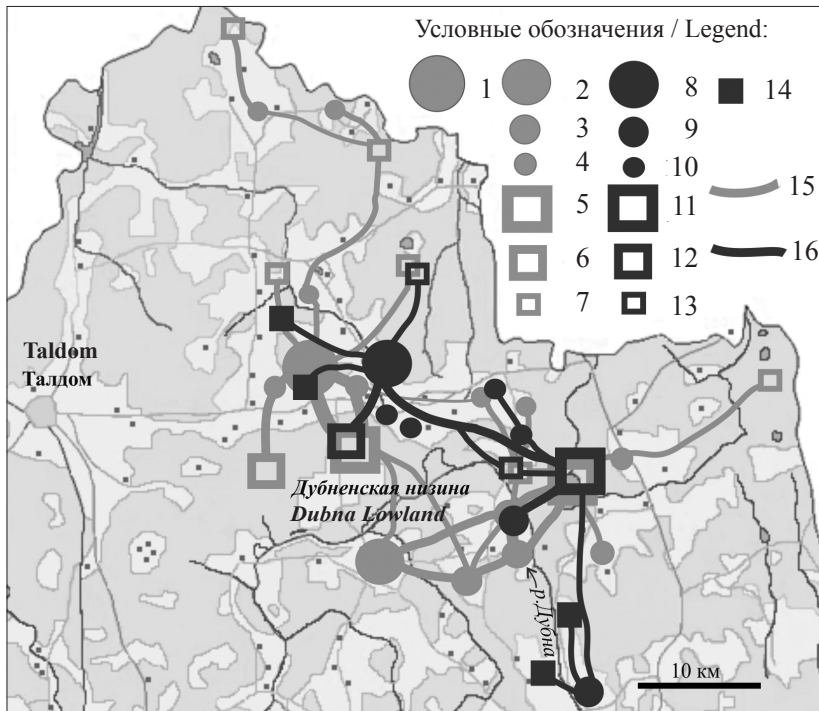 Условные обозначения / Legend:
1 2 8 14
3 9
4 10
5 11 15
6 12 16
7 13
Taldom
Талдом
Дубненская низина
Dubna Lowland
р.Дубна
10 км